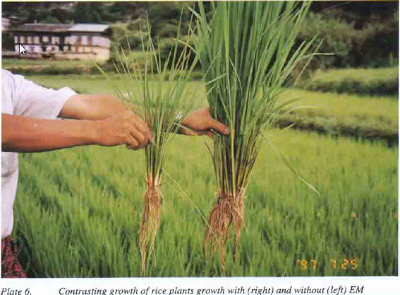 '97 7 25
Plate 6. Contrasting growth of rice plants growth with (right) and without (left) EM